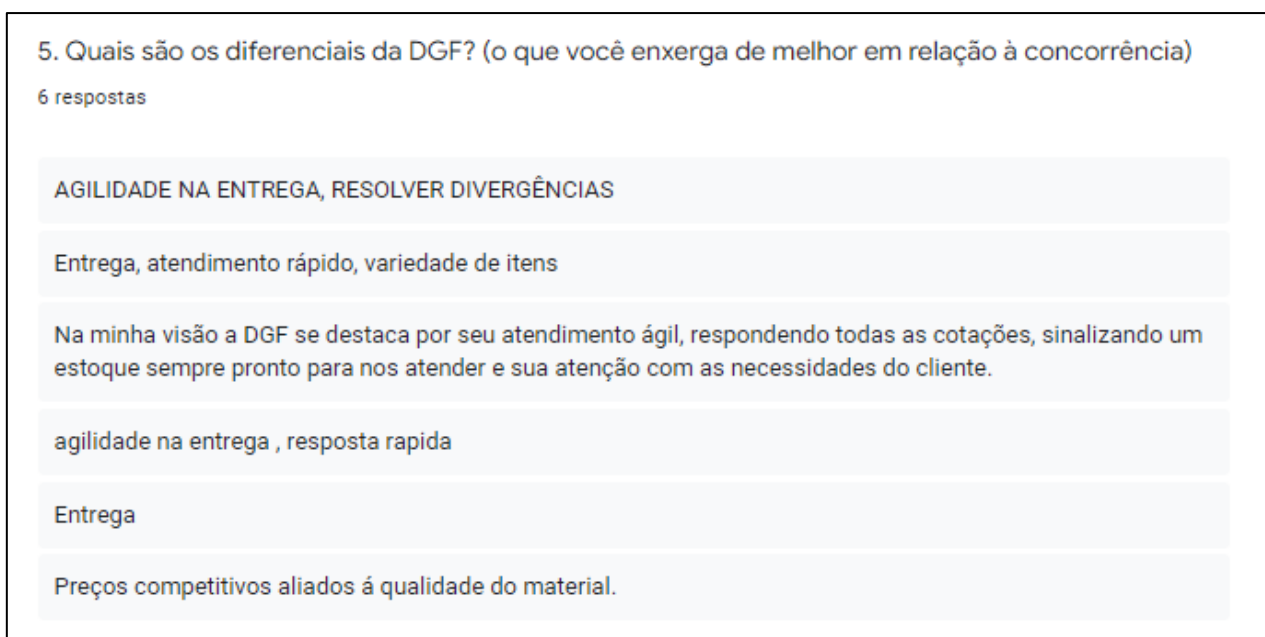 5. Quais são os diferenciais da DGF? (o que você enxerga de melhor em relação à concorrência)
6 respostas
AGILIDADE NA ENTREGA, RESOLVER DIVERGÊNCIAS
Entrega, atendimento rápido, variedade de itens
Na minha visão a DGF se destaca por seu atendimento ágil, respondendo todas as cotações, sinalizando um
estoque sempre pronto para nos atender e sua atenção com as necessidades do cliente.
agilidade na entrega , resposta rapida
Entrega
Preços competitivos aliados á qualidade do material.